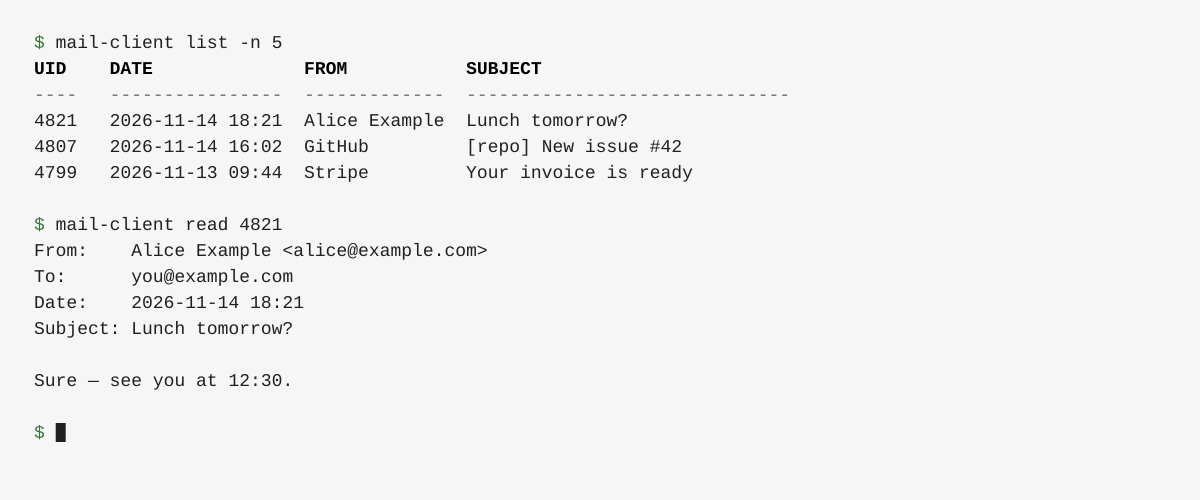 $ mail-client list -n 5
UID    DATE              FROM           SUBJECT
----   ----------------  -------------  ------------------------------
4821   2026-11-14 18:21  Alice Example  Lunch tomorrow?
4807   2026-11-14 16:02  GitHub         [repo] New issue #42
4799   2026-11-13 09:44  Stripe         Your invoice is ready
$ mail-client read 4821
From:    Alice Example <alice@example.com>
To:      you@example.com
Date:    2026-11-14 18:21
Subject: Lunch tomorrow?
Sure — see you at 12:30.
$